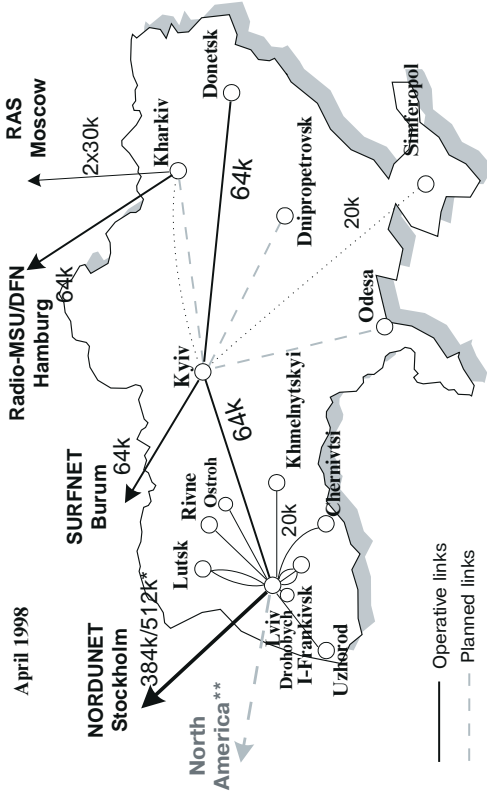 April 1998
RAS
Moscow
2x30k
Radio-MSU/DFN
Hamburg
64k
SURFNET
Burum
64k
NORDUNET
Stockholm
384k/512k*
North
America**
Kharkiv
Donetsk
64k
Dnipropetrovsk
20k
Simferopol
Odesa
Kyiv
64k
Khmelnytskyi
20k
Chernivtsi
Rivne
Ostroh
Lutsk
Lviv
Drohobych
I-Frankivsk
Uzhorod
Operative links
Planned links